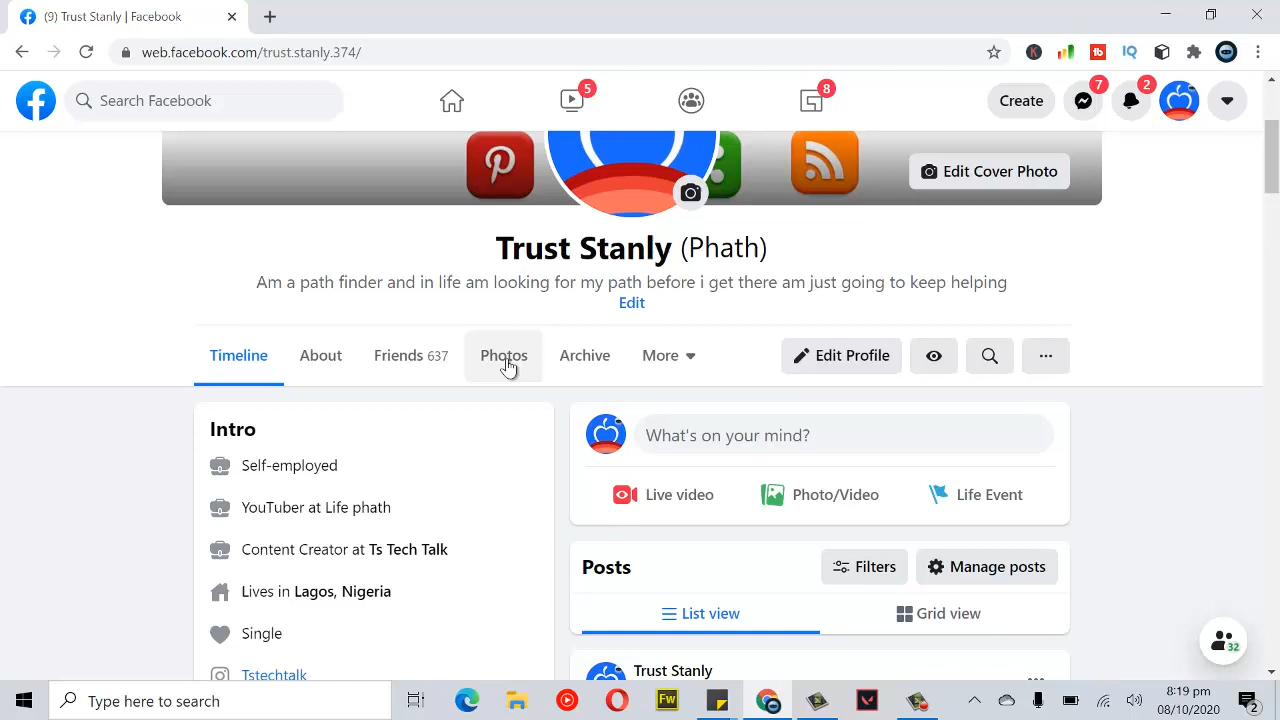 (9) Trust Stanly | Facebook
web.facebook.com/trust.stanly.374/
Search Facebook
5
8
Create
7
2
Edit Cover Photo
Trust Stanly (Phath)
Am a path finder and in life am looking for my path before i get there am just going to keep helping
Edit
Timeline
About
Friends 637
Photos
Archive
More
Edit Profile
Intro
Self-employed
YouTuber at Life phath
Content Creator at Ts Tech Talk
Lives in Lagos, Nigeria
Single
Tstechtalk
What's on your mind?
Live video
Photo/Video
Life Event
Posts
Filters
Manage posts
List view
Grid view
Trust Stanly
32
Type here to search
Fw
8:19 pm
08/10/2020
2
K
tb
IQ